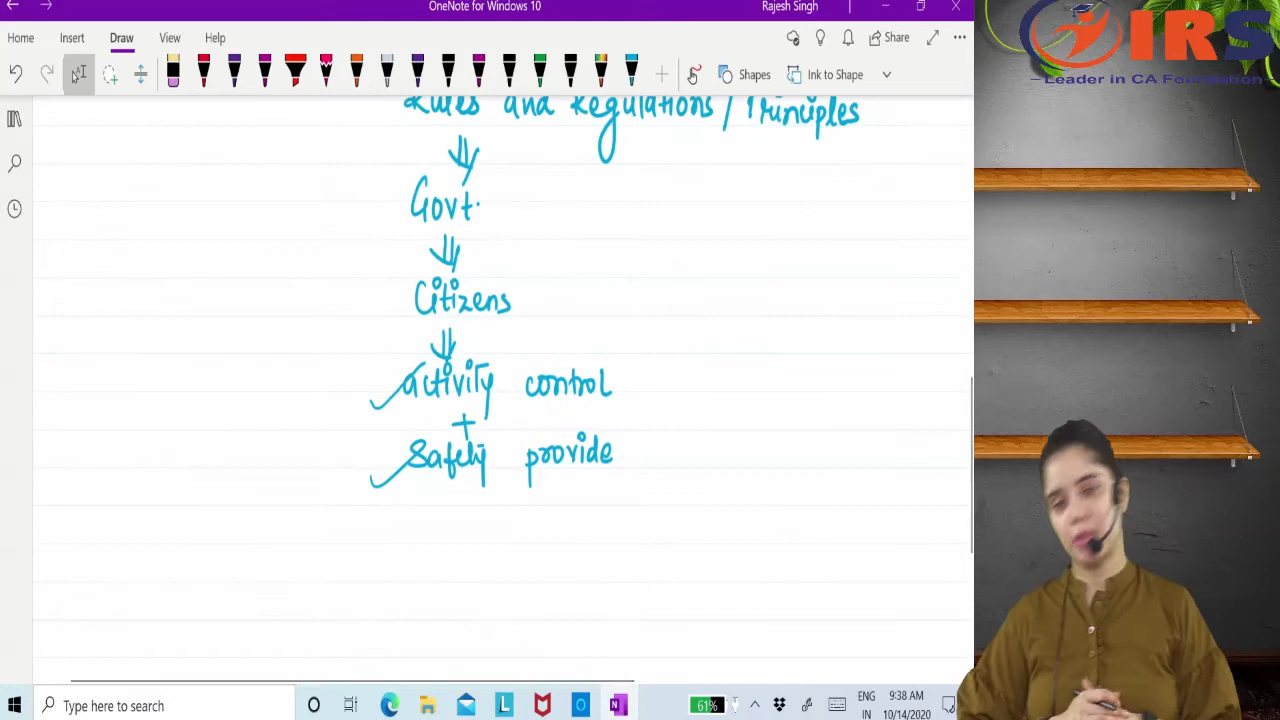 OneNote for Windows 10
Rajesh Singh
Home Insert Draw View Help
Share
Shapes
Ink to Shape
IRS
Leader in CA Foundation
Rules and Regulations / Principles
Govt.
Citizens
activity control
+
Safety provide
Type here to search
61%
ENG
IN
9:38 AM
10/14/2020